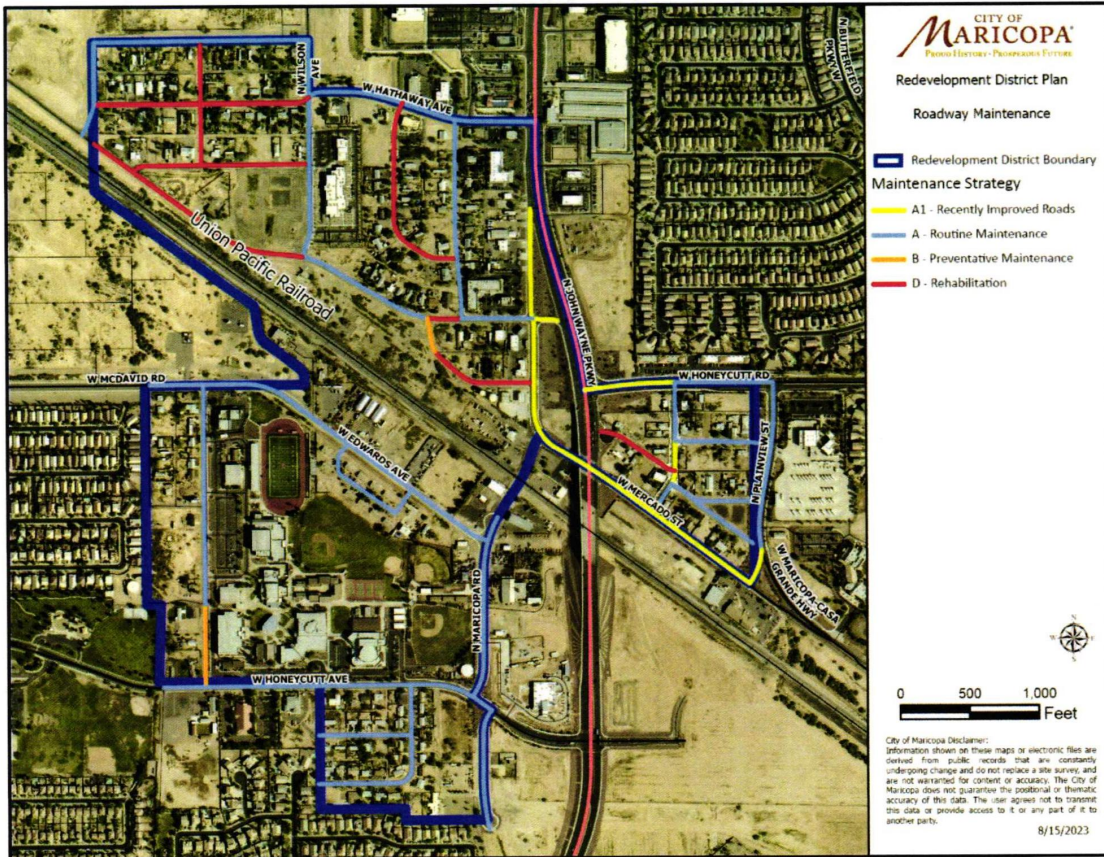 CITY OF
MARICOPA
PROUD HISTORY • PROSPEROUS FUTURE
Redevelopment District Plan
Roadway Maintenance
Redevelopment District Boundary
Maintenance Strategy
A1 - Recently Improved Roads
A - Routine Maintenance
B - Preventative Maintenance
D - Rehabilitation
N WILSON
AVE
W HATHAWAY AVE
N BUTTERFIELD
PKWY W
Union Pacific Railroad
N JOHN WAYNE PKWY
W MCDAVID RD
W HONEYCUTT RD
W EDWARDS AVE
N PLAINVIEW ST
W MERCADO ST
W MARICOPA-CASA
GRANDE HWY
N MARICOPA RD
W HONEYCUTT AVE
N
S
0 500 1,000
Feet
City of Maricopa Disclaimer:
Information shown on these maps or electronic files are
derived from public records that are constantly
undergoing change and do not replace a site survey, and
are not warranted for content or accuracy. The City of
Maricopa does not guarantee the positional or thematic
accuracy of this data. The user agrees not to transmit
this data or provide access to it or any part of it to
another party.
8/15/2023